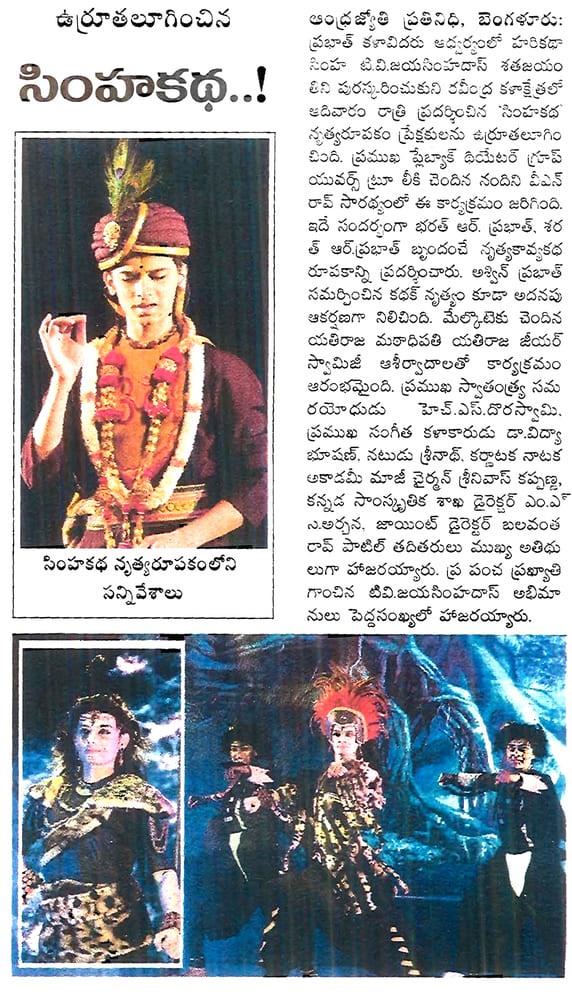 ఉర్రూతలూగించిన
సింహకథ..!
సింహకథ నృత్యరూపకంలోని
సన్నివేశాలు
ఆంధ్రజ్యోతి ప్రతినిధి, బెంగళూరు:
ప్రభాత్ కళావిదరు ఆధ్వర్యంలో హరికథా
సింహ టి.వి.జయసింహదాస్ శతజయం
తిని పురస్కరించుకుని రవీంద్ర కళాక్షేత్రలో
ఆదివారం రాత్రి ప్రదర్శించిన 'సింహకథ'
నృత్యరూపకం ప్రేక్షకులను ఉర్రూతలూగిం
చింది. ప్రముఖ ప్లేబ్యాక్ థియేటర్ గ్రూప్
యువర్స్ ట్రూ లీకి చెందిన నందిని వీఎన్
రావ్ సారథ్యంలో ఈ కార్యక్రమం జరిగింది.
ఇదే సందర్భంగా భరత్ ఆర్. ప్రభాత్, శర
త్ ఆర్.ప్రభాత్ బృందంచే నృత్యకావ్యకథ
రూపకాన్ని ప్రదర్శించారు. అశ్విన్ ప్రభాత్
సమర్పించిన కథక్ నృత్యం కూడా అదనపు
ఆకర్షణగా నిలిచింది. మేల్కొటెకు చెందిన
యతిరాజ మఠాధిపతి యతిరాజ జీయర్
స్వామిజీ ఆశీర్వాదాలతో కార్యక్రమం
ఆరంభమైంది. ప్రముఖ స్వాతంత్ర్య సమ
రయోధుడు హెచ్.ఎస్.దొరస్వామి,
ప్రముఖ సంగీత కళాకారుడు డా.విద్యా
భూషణ్, నటుడు శ్రీనాథ్, కర్ణాటక నాటక
అకాడమీ మాజీ ఛైర్మన్ శ్రీనివాస్ కప్పణ్ణ,
కన్నడ సాంస్కృతిక శాఖ డైరెక్టర్ ఎం.ఎ
ఎ.అర్చన, జాయింట్ డైరెక్టర్ బలవంత
రావ్ పాటిల్ తదితరులు ముఖ్య అతిథు
లుగా హాజరయ్యారు. ప్ర పంచ ప్రఖ్యాతి
గాంచిన టివి.జయసింహదాస్ అభిమా
నులు పెద్దసంఖ్యలో హాజరయ్యారు.